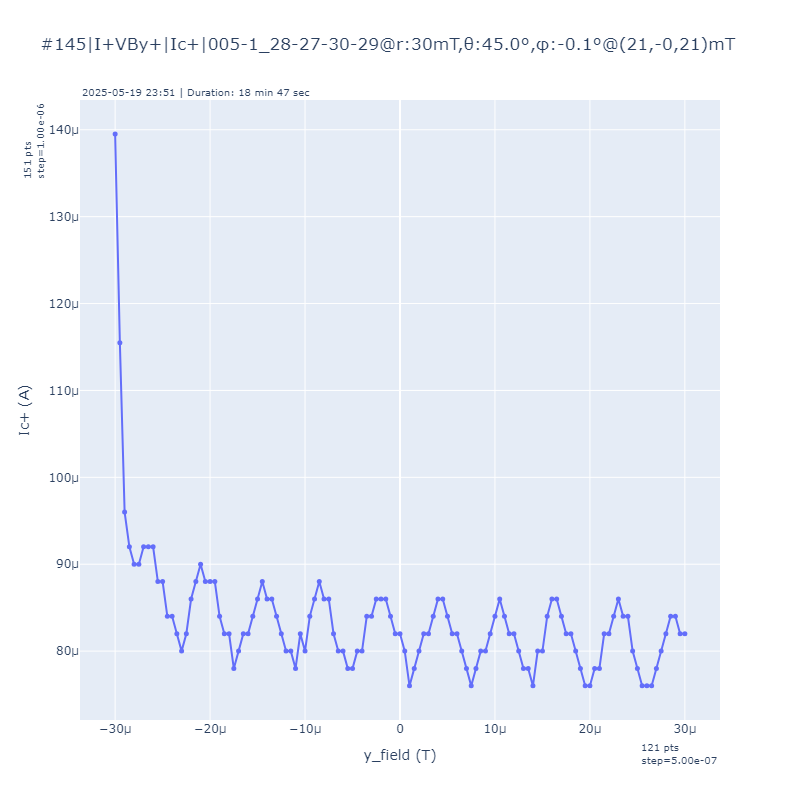 #145|I+VBy+|Ic+|005-1_28-27-30-29@r:30mT,θ:45.0°,φ:-0.1°@(21,-0,21)mT
2025-05-19 23:51 | Duration: 18 min 47 sec
151 pts
step=1.00e-06
140μ
130μ
120μ
110μ
100μ
90μ
80μ
Ic+ (A)
−30μ
−20μ
−10μ
0
10μ
20μ
30μ
y_field (T)
121 pts
step=5.00e-07